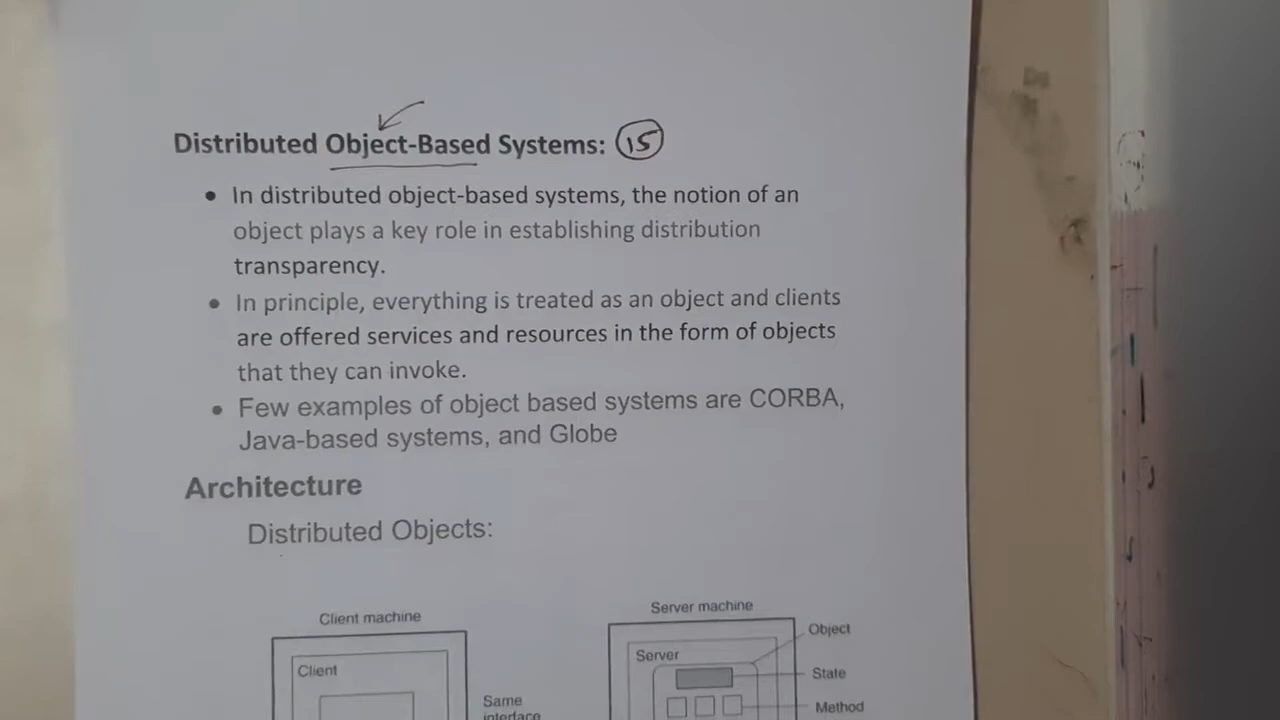 Distributed Object-Based Systems: 15
• In distributed object-based systems, the notion of an
object plays a key role in establishing distribution
transparency.
• In principle, everything is treated as an object and clients
are offered services and resources in the form of objects
that they can invoke.
• Few examples of object based systems are CORBA,
Java-based systems, and Globe
Architecture
Distributed Objects:
Client machine
Server machine
Object
Client
Server
State
Same
interface
Method